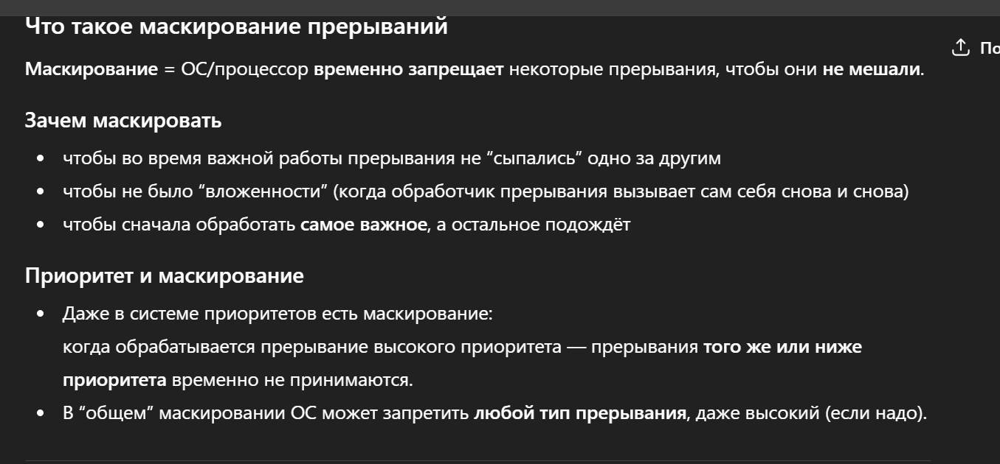 Что такое маскирование прерываний
По
Маскирование = ОС/процессор временно запрещает некоторые прерывания, чтобы они не мешали.
Зачем маскировать
• чтобы во время важной работы прерывания не “сыпались” одно за другим
• чтобы не было “вложенности” (когда обработчик прерывания вызывает сам себя снова и снова)
• чтобы сначала обработать самое важное, а остальное подождёт
Приоритет и маскирование
• Даже в системе приоритетов есть маскирование:
когда обрабатывается прерывание высокого приоритета — прерывания того же или ниже
приоритета временно не принимаются.
• В “общем” маскировании ОС может запретить любой тип прерывания, даже высокий (если надо).